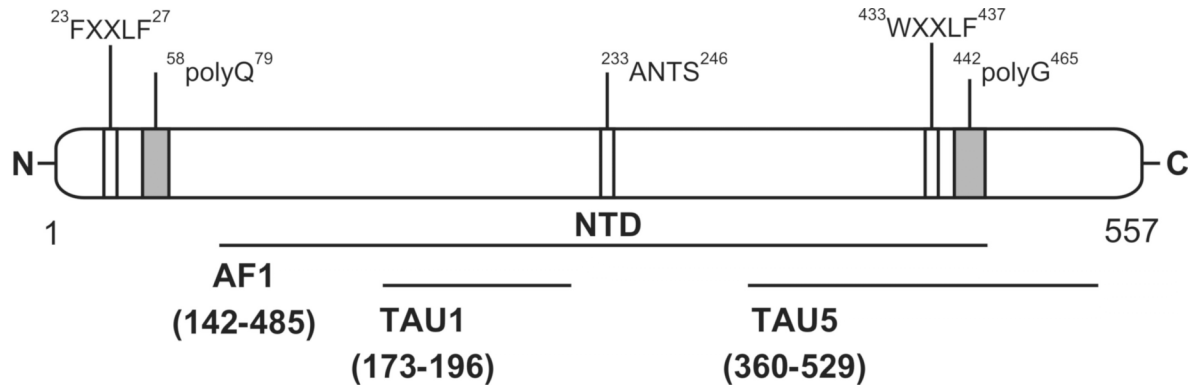 ²³FXXLF²⁷
⁴³³WXXLF⁴³⁷
⁵⁸polyQ⁷⁹
²³³ANTS²⁴⁶
⁴⁴²polyG⁴⁶⁵
N
C
1
NTD
557
AF1
(142-485)
TAU1
(173-196)
TAU5
(360-529)